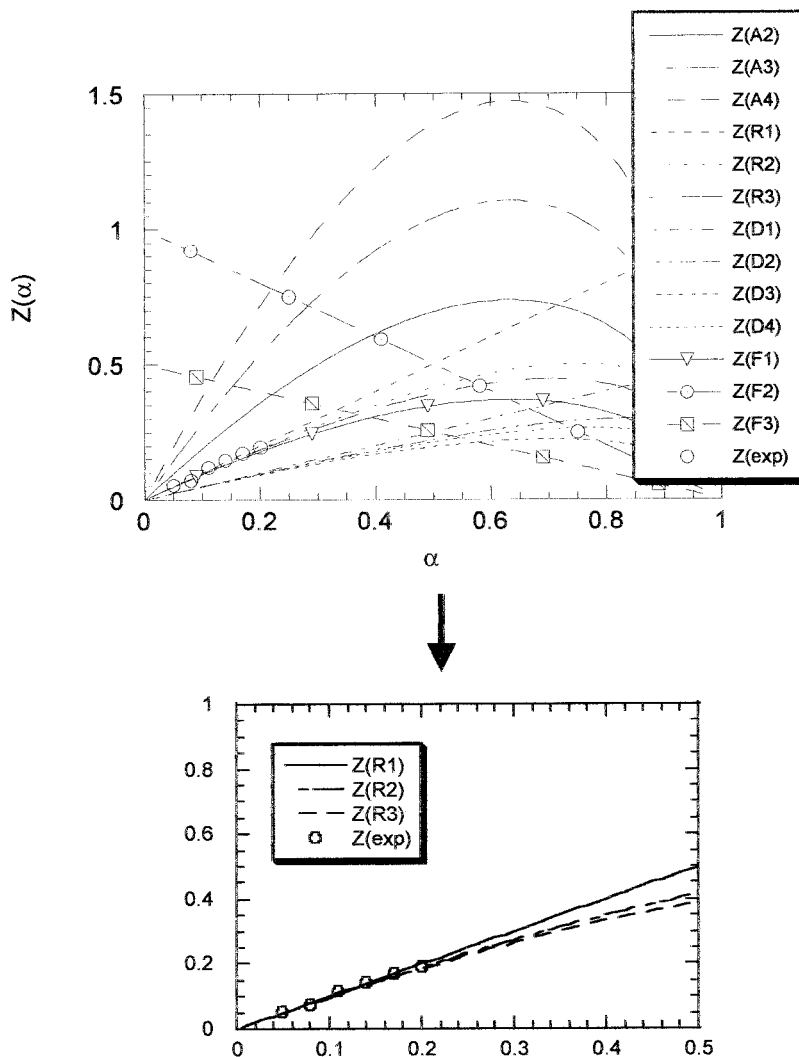 Z(A2)
Z(A3)
Z(A4)
Z(R1)
Z(R2)
Z(R3)
Z(D1)
Z(D2)
Z(D3)
Z(D4)
Z(F1)
Z(F2)
Z(F3)
Z(exp)
1.5
1
0.5
0
Z(α)
0 0.2 0.4 0.6 0.8 1
α
1
0.8
0.6
0.4
0.2
0
Z(R1)
Z(R2)
Z(R3)
Z(exp)
0 0.1 0.2 0.3 0.4 0.5